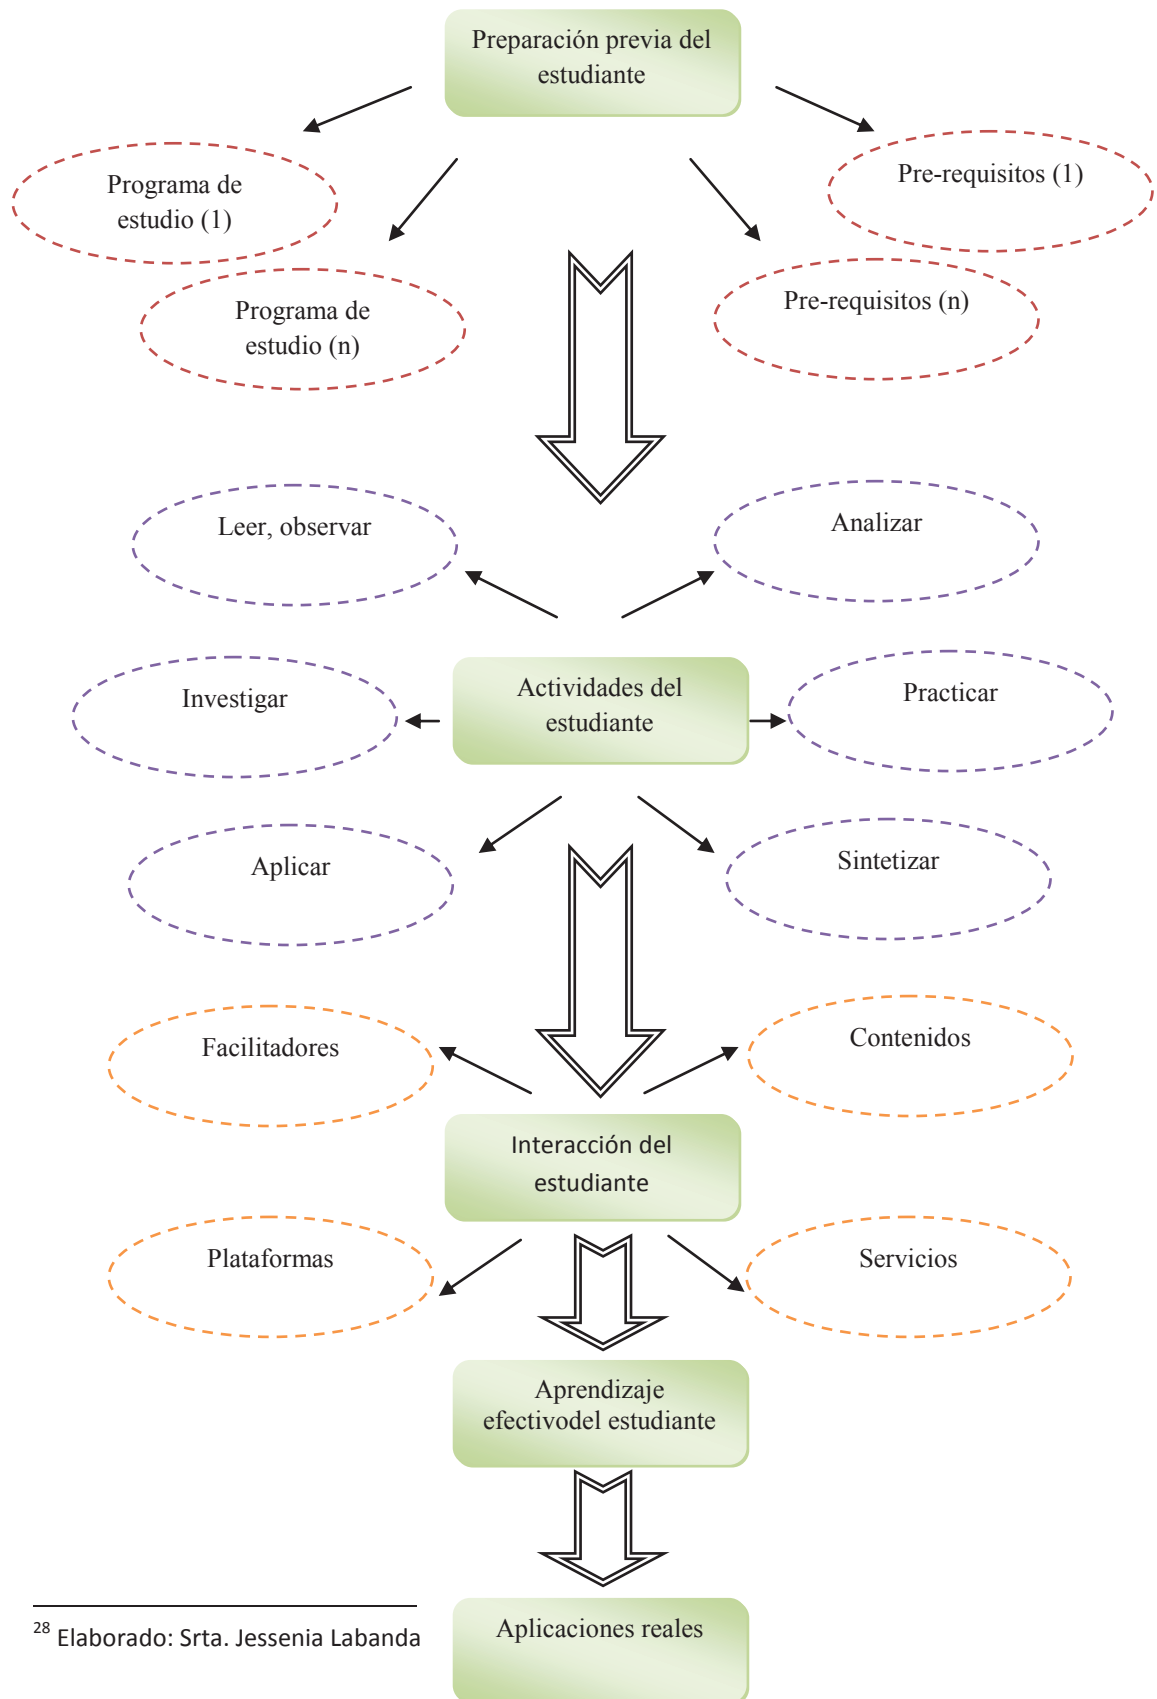 Preparación previa del
estudiante
Programa de
estudio (1)
Pre-requisitos (1)
Programa de
estudio (n)
Pre-requisitos (n)
Leer, observar
Analizar
Investigar
Actividades del
estudiante
Practicar
Aplicar
Sintetizar
Facilitadores
Contenidos
Interacción del
estudiante
Plataformas
Servicios
Aprendizaje
efectivodel estudiante
Aplicaciones reales
28 Elaborado: Srta. Jessenia Labanda